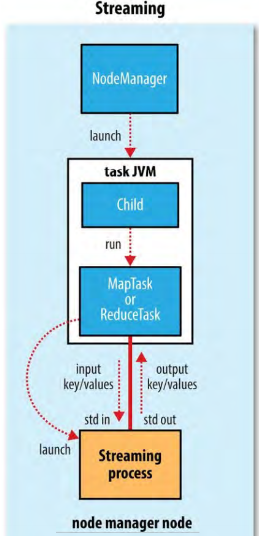 Streaming
NodeManager
launch
task JVM
Child
run
MapTask
or
ReduceTask
input
key/values
output
key/values
std in
std out
launch
Streaming
process
node manager node